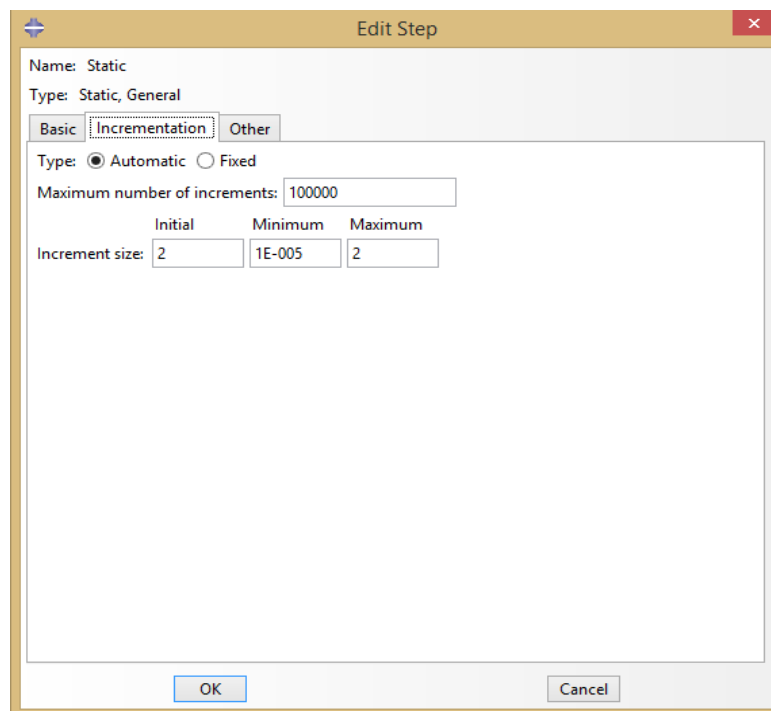 Edit Step
Name: Static
Type: Static, General
Basic Incrementation Other
Type: Automatic Fixed
Maximum number of increments: 100000
Initial Minimum Maximum
Increment size: 2 1E-005 2
OK Cancel